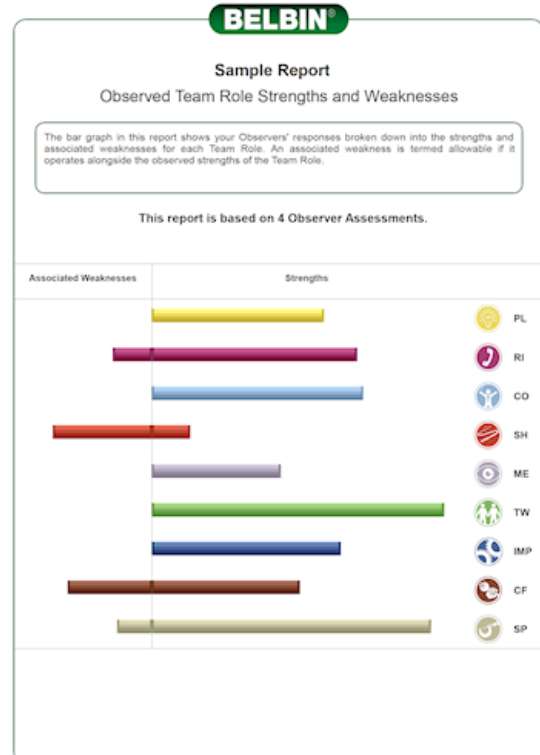 BELBIN®
Sample Report
Observed Team Role Strengths and Weaknesses
The bar graph in this report shows your Observers' responses broken down into the strengths and
associated weaknesses for each Team Role. An associated weakness is termed allowable if it
operates alongside the observed strengths of the Team Role.
This report is based on 4 Observer Assessments.
Associated Weaknesses Strengths
PL
RI
CO
SH
ME
TW
IMP
CF
SP